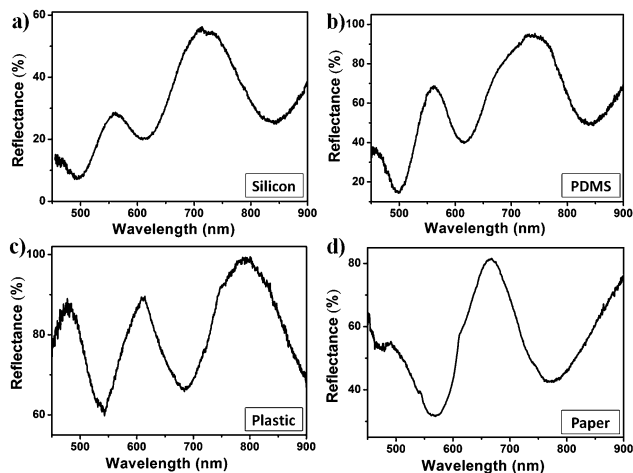 a)
60
40
20
0
Reflectance (%)
500 600 700 800 900
Wavelength (nm)
Silicon
b)
100
80
60
40
20
Reflectance (%)
500 600 700 800 900
Wavelength (nm)
PDMS
c)
100
80
60
Reflectance (%)
500 600 700 800 900
Wavelength (nm)
Plastic
d)
80
60
40
Reflectance (%)
500 600 700 800 900
Wavelength (nm)
Paper